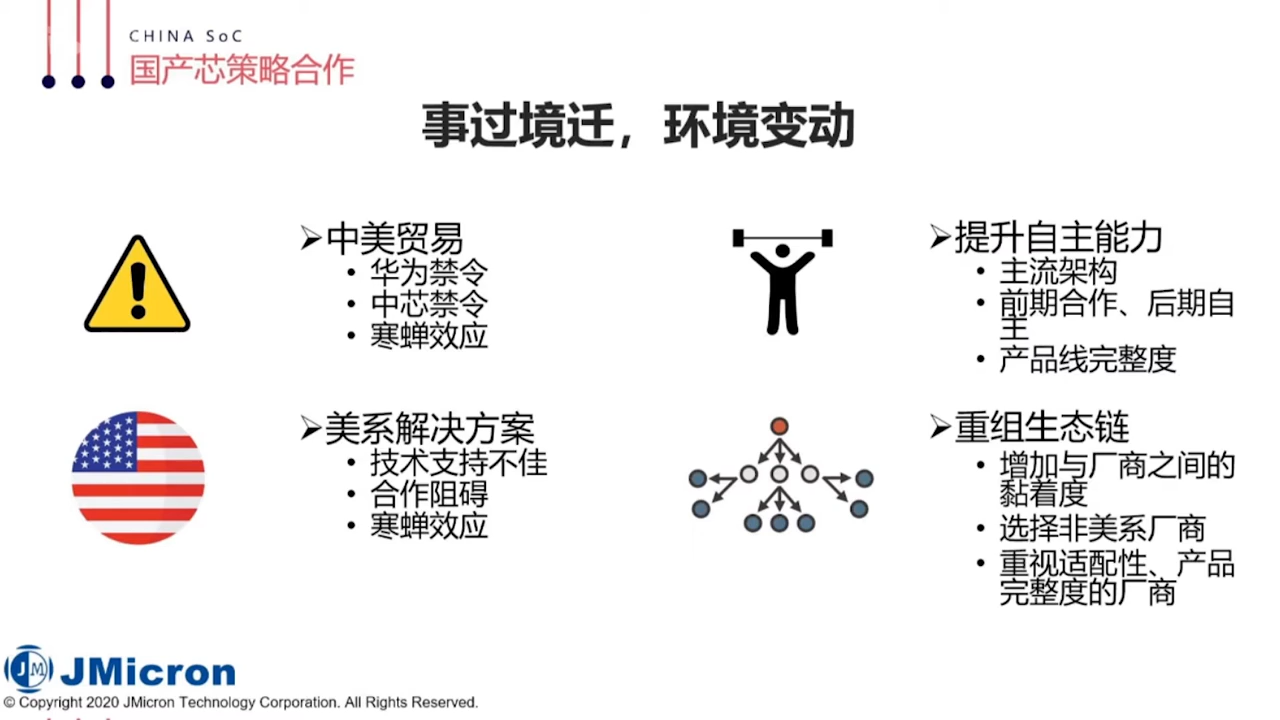 CHINA SoC
国产芯策略合作
事过境迁，环境变动
➢中美贸易
• 华为禁令
• 中芯禁令
• 寒蝉效应
➢美系解决方案
• 技术支持不佳
• 合作阻碍
• 寒蝉效应
➢提升自主能力
• 主流架构
• 前期合作、后期自
主
• 产品线完整度
➢重组生态链
• 增加与厂商之间的
黏着度
• 选择非美系厂商
• 重视适配性、产品
完整度的厂商
JM JMicron
© Copyright 2020 JMicron Technology Corporation. All Rights Reserved.